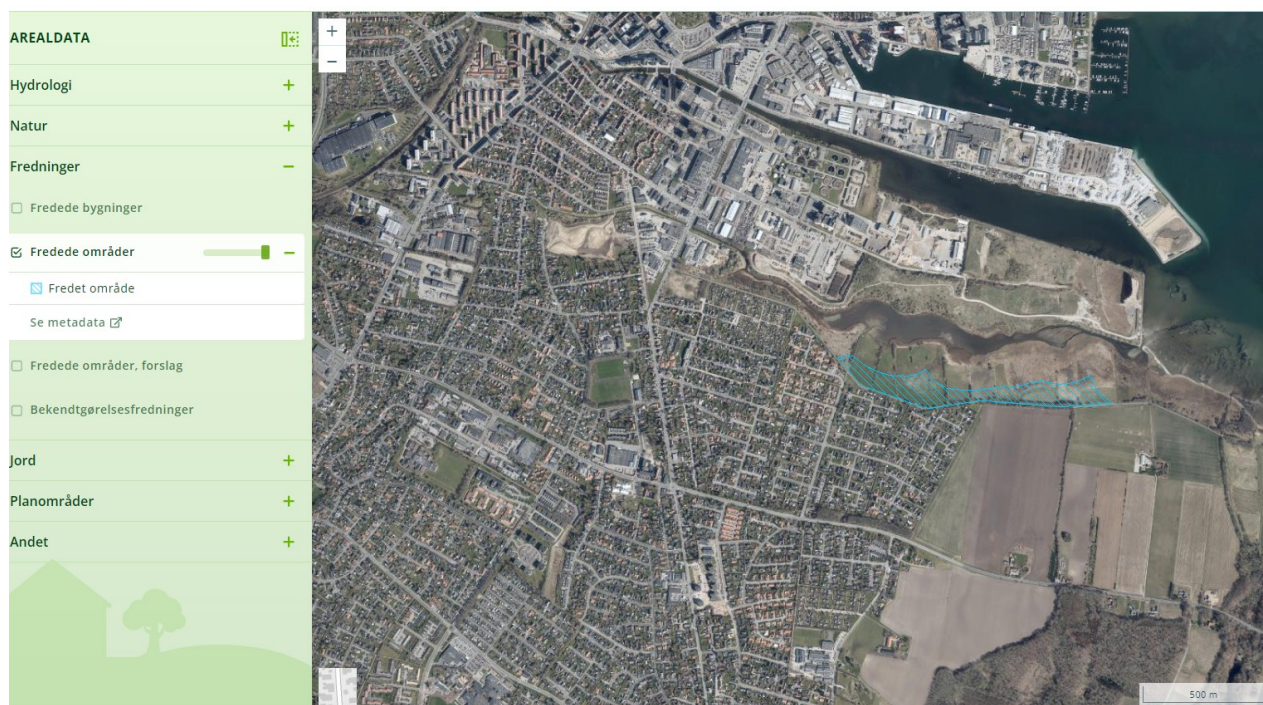 AREALDATA
Hydrologi
Natur
Fredninger
Fredede bygninger
Fredede områder
Fredet område
Se metadata
Fredede områder, forslag
Bekendtgørelsesfredninger
Jord
Planområder
Andet
500 m